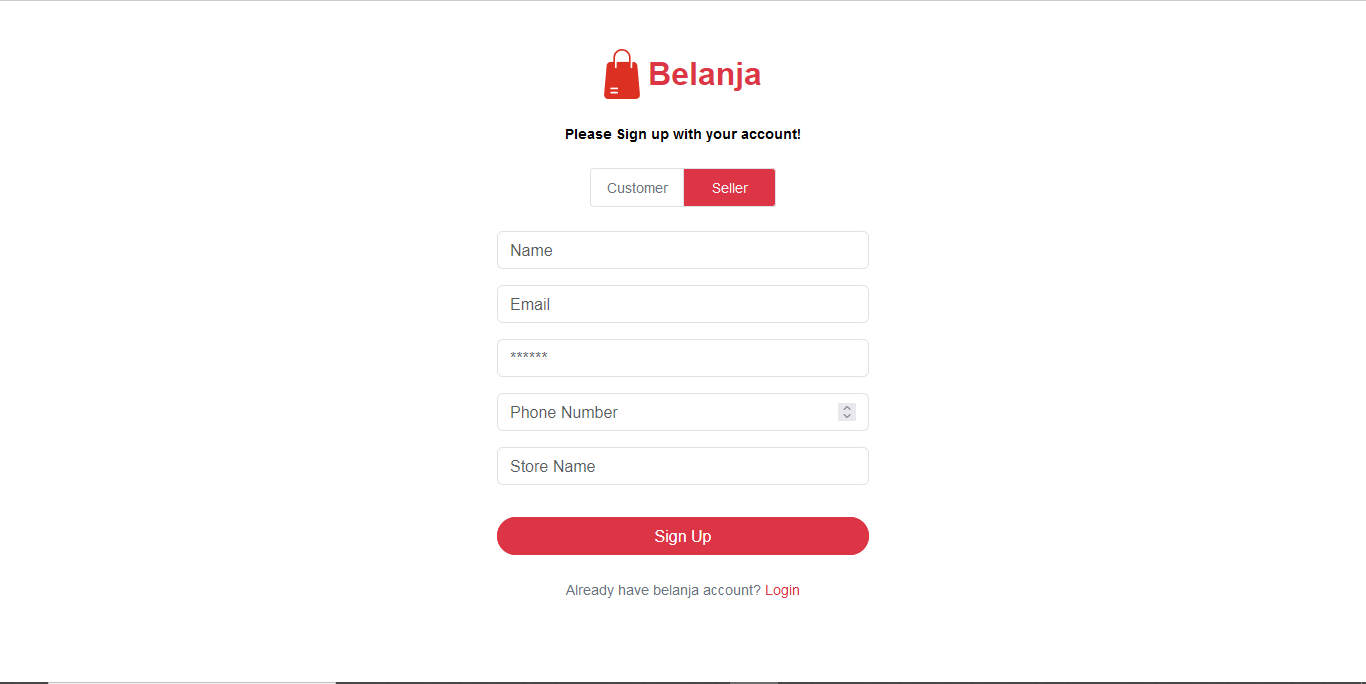 Belanja
Please Sign up with your account!
Customer Seller
Name
Email
******
Phone Number
Store Name
Sign Up
Already have belanja account? Login